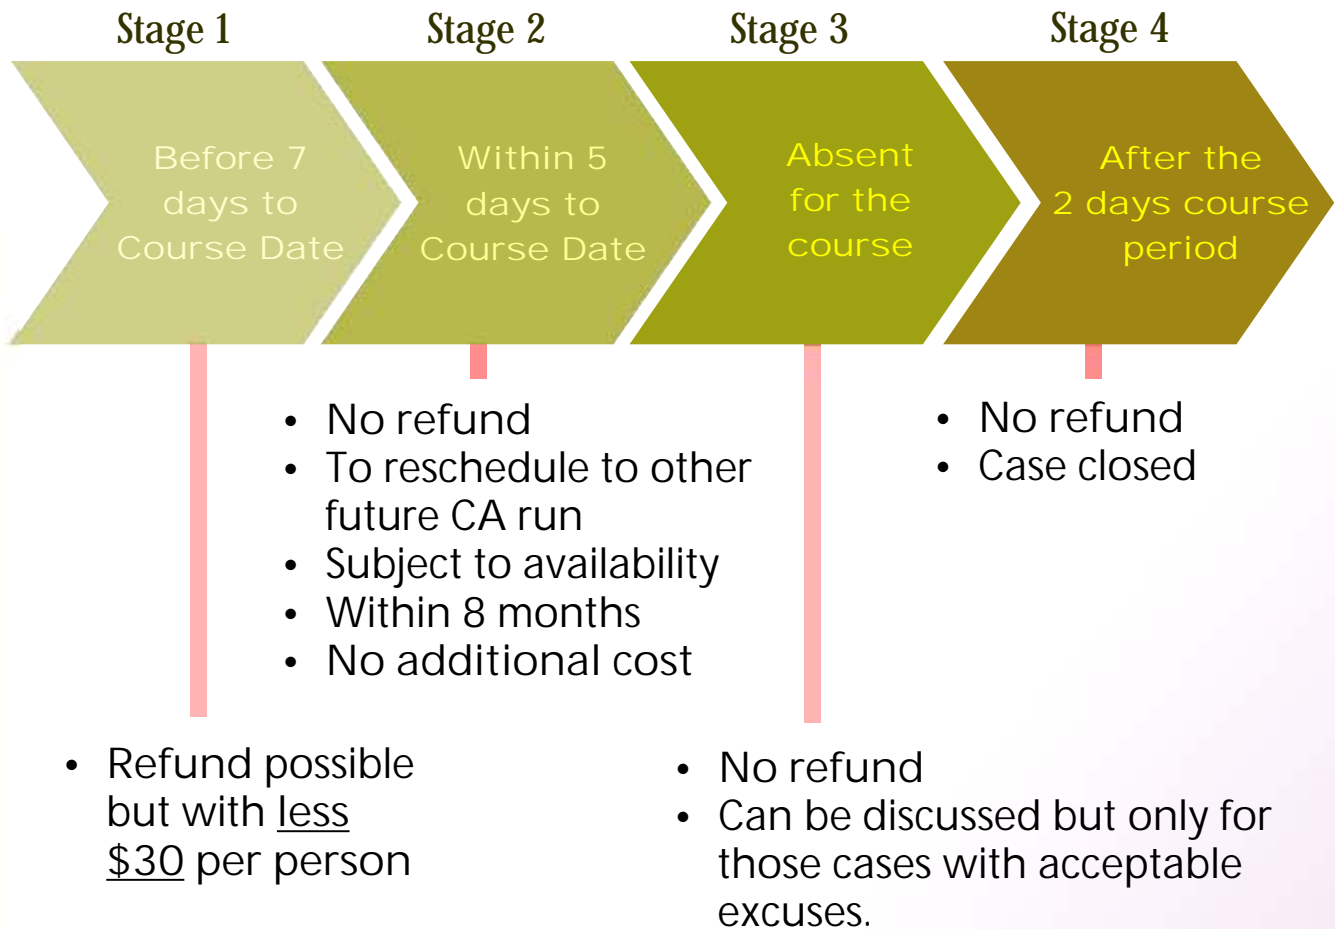 Stage 1
Stage 2
Stage 3
Stage 4
Before 7
days to
Course Date
Within 5
days to
Course Date
Absent
for the
course
After the
2 days course
period
• No refund
• To reschedule to other
future CA run
• Subject to availability
• Within 8 months
• No additional cost
• No refund
• Case closed
• Refund possible
but with less
$30 per person
• No refund
• Can be discussed but only for
those cases with acceptable
excuses.